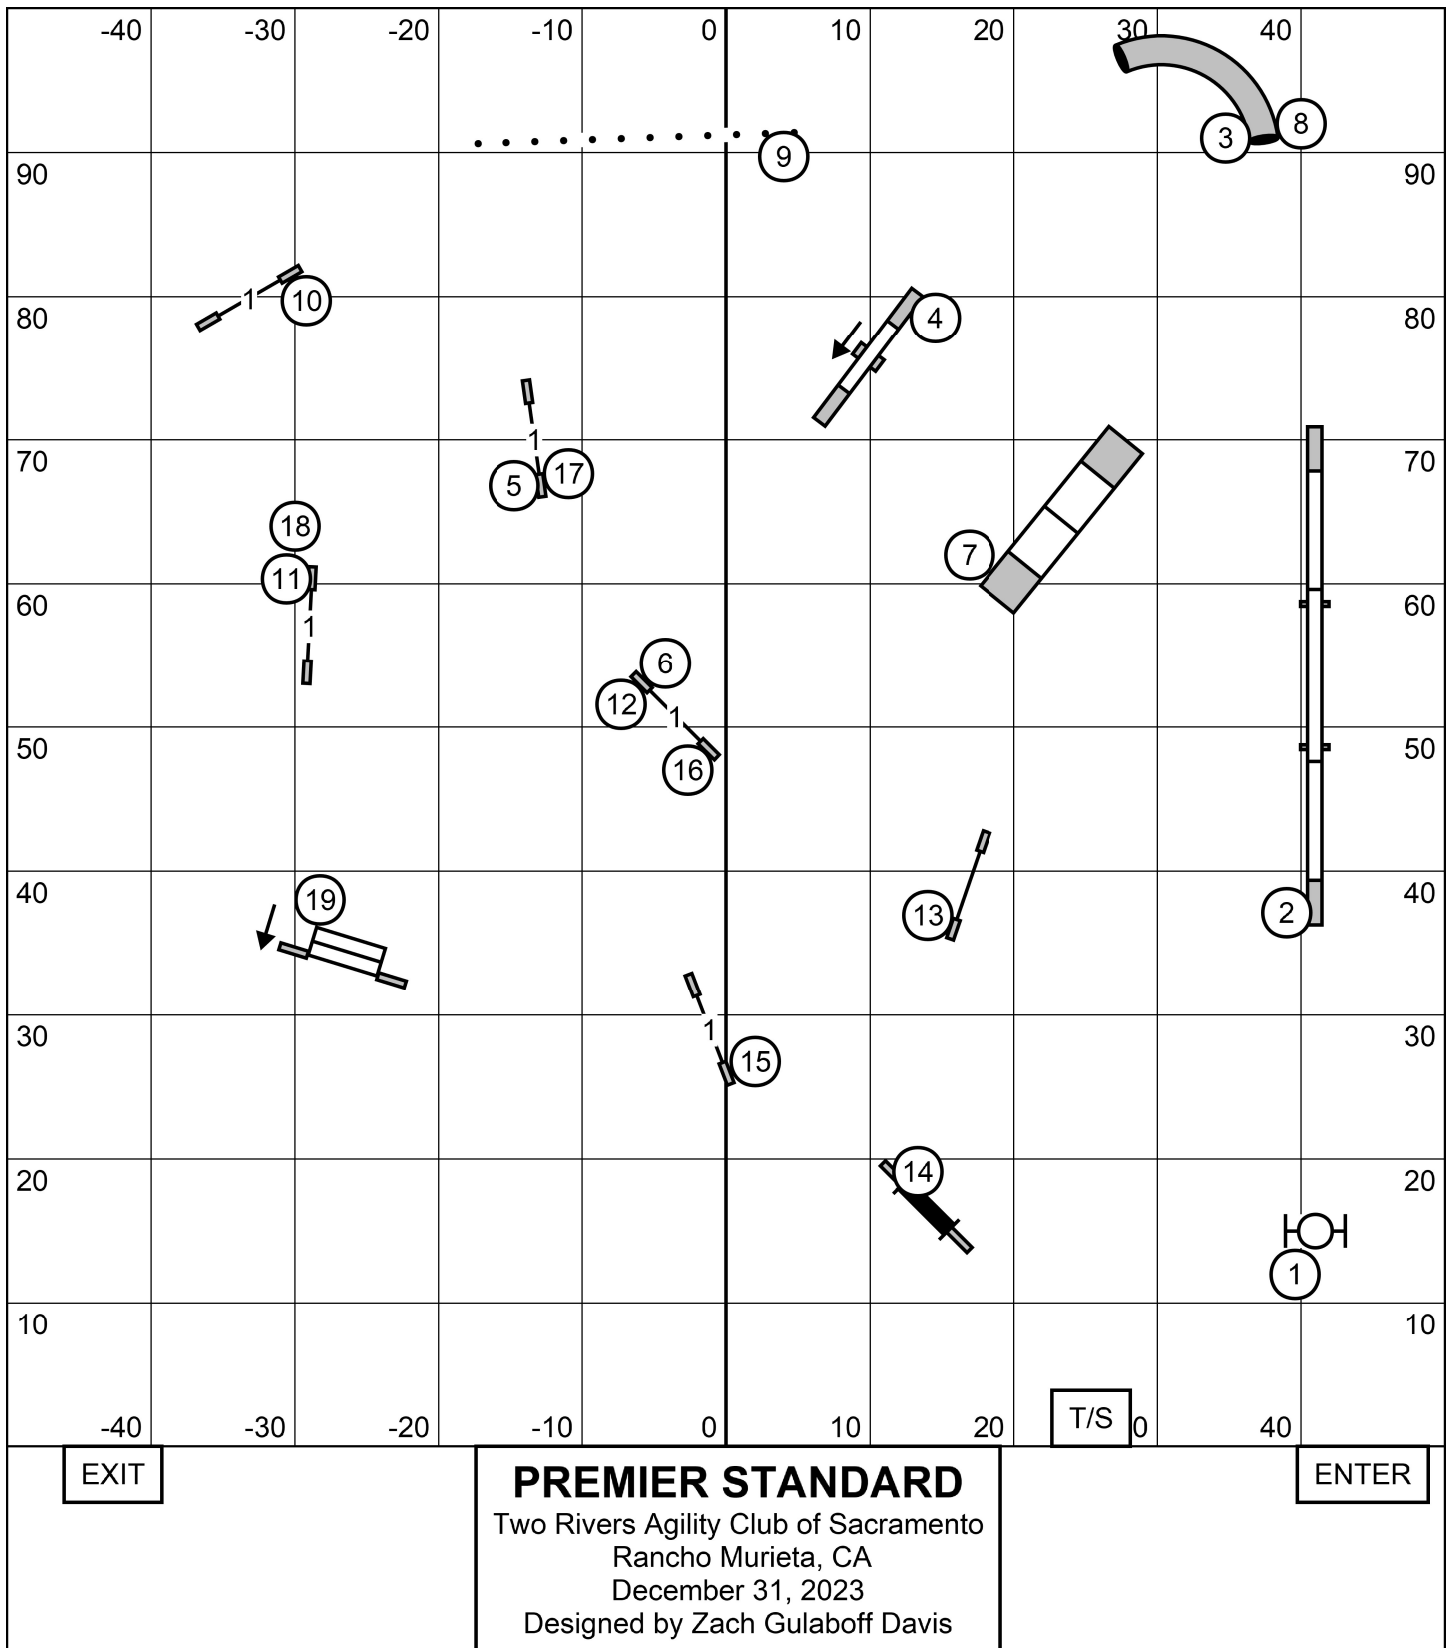 -40 -30 -20 -10 0 10 20 30 40
3 8
9
90 90
1 10
4
80 80
1
5 17
70 70
18
7
11
60 60
1
6
12
1
50 50
16
19
13
40 2 40
1
15
30 30
14
20 20
1
10 10
T/S
-40 -30 -20 -10 0 10 20 0 40
EXIT
ENTER
PREMIER STANDARD
Two Rivers Agility Club of Sacramento
Rancho Murieta, CA
December 31, 2023
Designed by Zach Gulaboff Davis